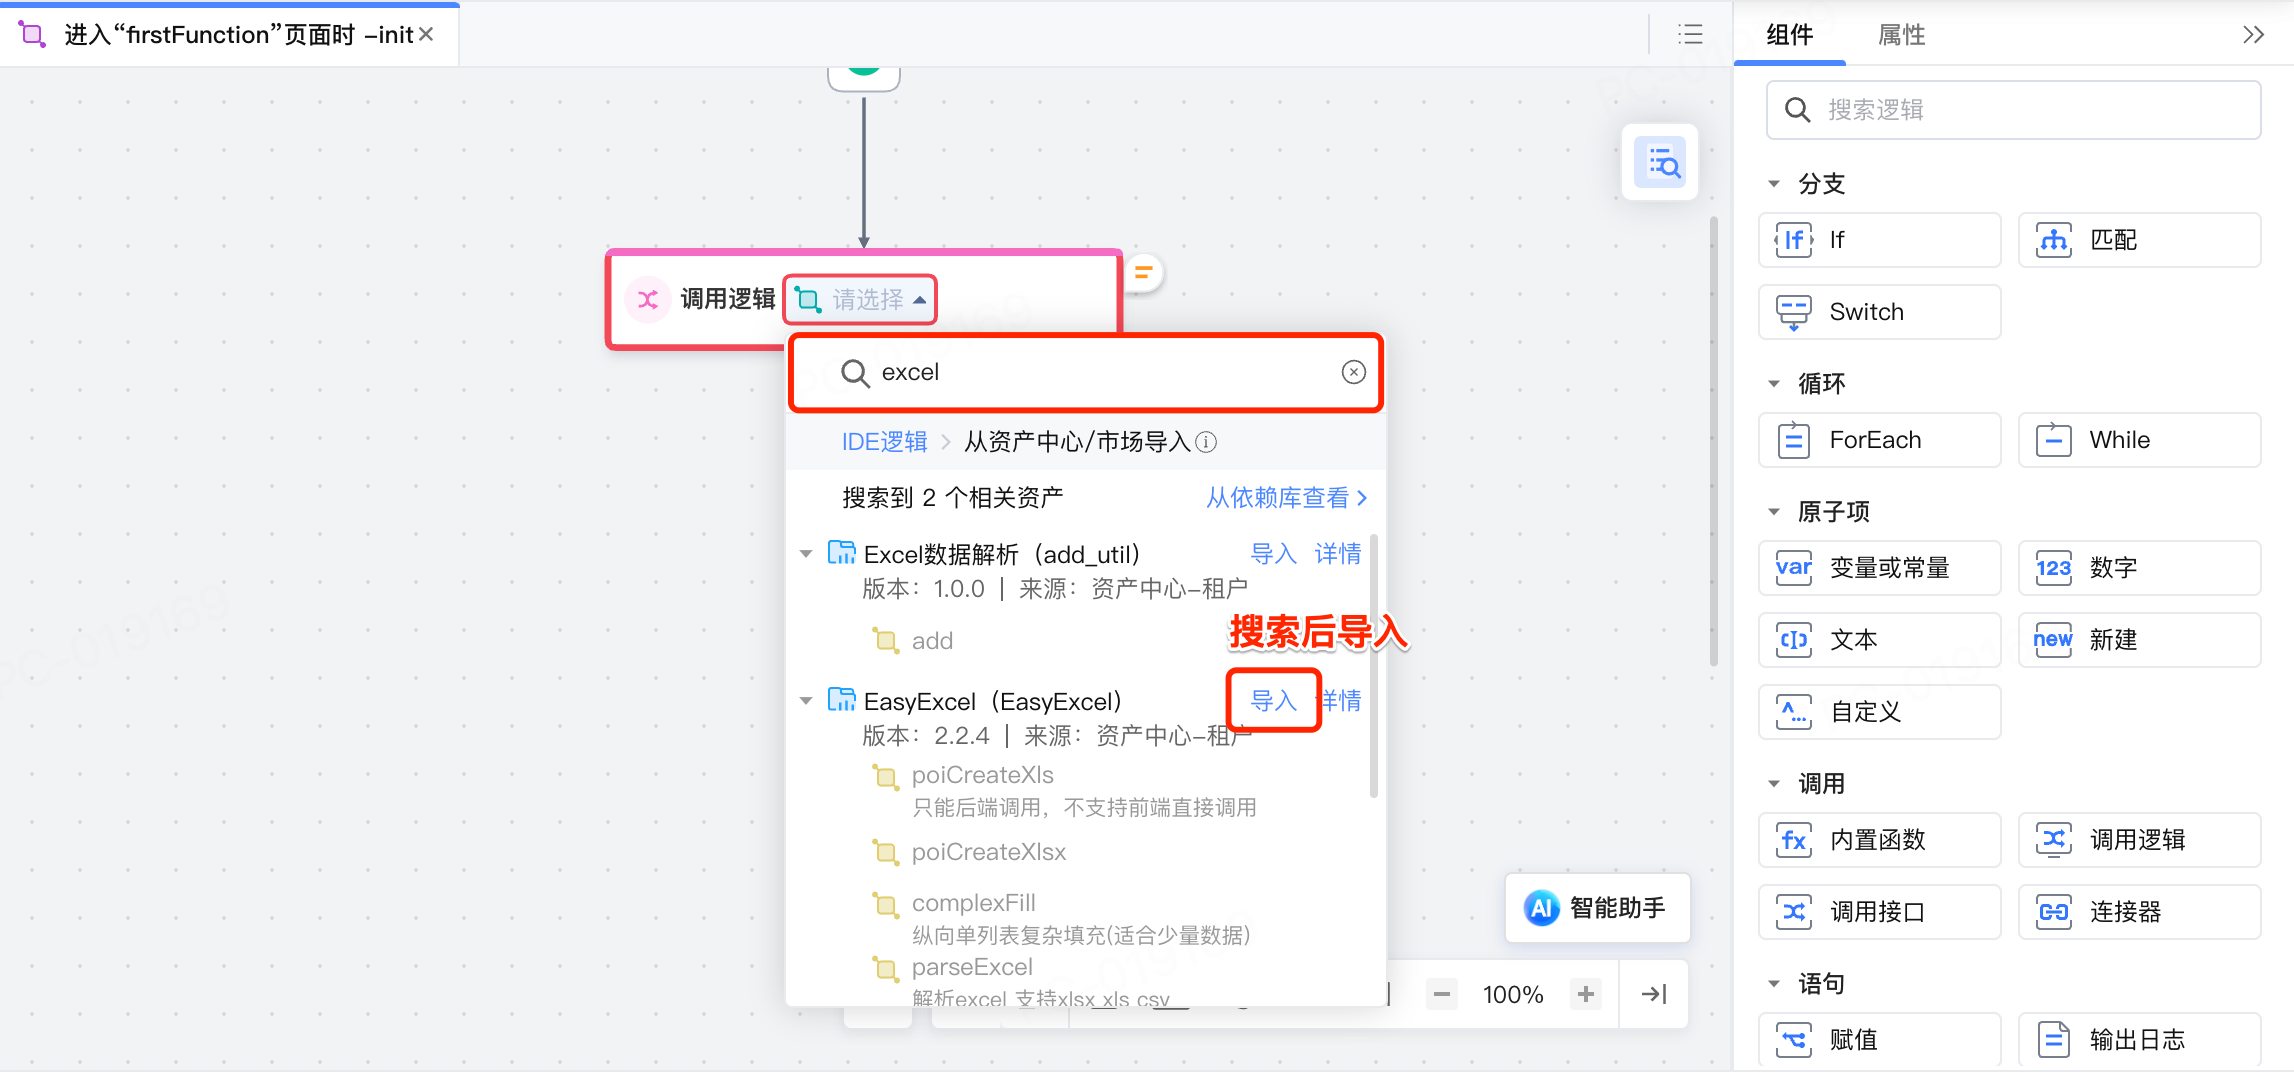 进入“firstFunction”页面时 -init
组件
属性
搜索逻辑
分支
If
匹配
Switch
循环
ForEach
While
原子项
var
变量或常量
123
数字
文本
new
新建
自定义
调用
fx
内置函数
调用逻辑
调用接口
连接器
语句
赋值
输出日志
调用逻辑
请选择
excel
IDE逻辑
从资产中心/市场导入
搜索到 2 个相关资产
从依赖库查看
Excel数据解析（add_util）
导入 详情
版本：1.0.0 | 来源：资产中心-租户
add
搜索后导入
EasyExcel（EasyExcel）
导入 详情
版本：2.2.4 | 来源：资产中心-租户
poiCreateXls
只能后端调用，不支持前端直接调用
poiCreateXlsx
complexFill
纵向单列表复杂填充(适合少量数据)
parseExcel
解析excel 支持xlsx xls csv
AI 智能助手
100%
PC-019169